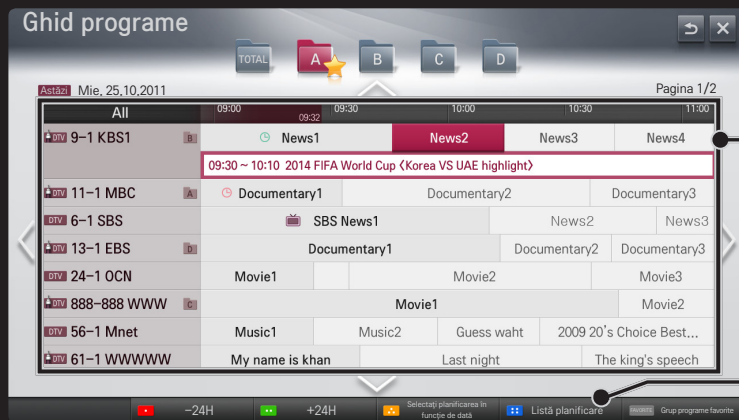 Ghid programe
TOTAL A B C D
Astăzi Mie, 25.10.2011 Pagina 1/2
All 09:00 09:32 09:30 10:00 10:30 11:00
DTV 9-1 KBS1 B News1 News2 News3 News4
09:30 ~ 10:10 2014 FIFA World Cup 〈Korea VS UAE highlight〉
DTV 11-1 MBC A Documentary1 Documentary2 Documentary3
DTV 6-1 SBS SBS News1 News2 News3
DTV 13-1 EBS D Documentary1 Documentary2 Documentary3
DTV 24-1 OCN Movie1 Movie2 Movie3
DTV 888-888 WWW C Movie1 Movie2
DTV 56-1 Mnet Music1 Music2 Guess waht 2009 20's Choice Best...
DTV 61-1 WWWWW My name is khan Last night The king's speech
-24H +24H Selectaţi planificarea în funcţie de dată Listă planificare FAVORITE Grup programe favorite